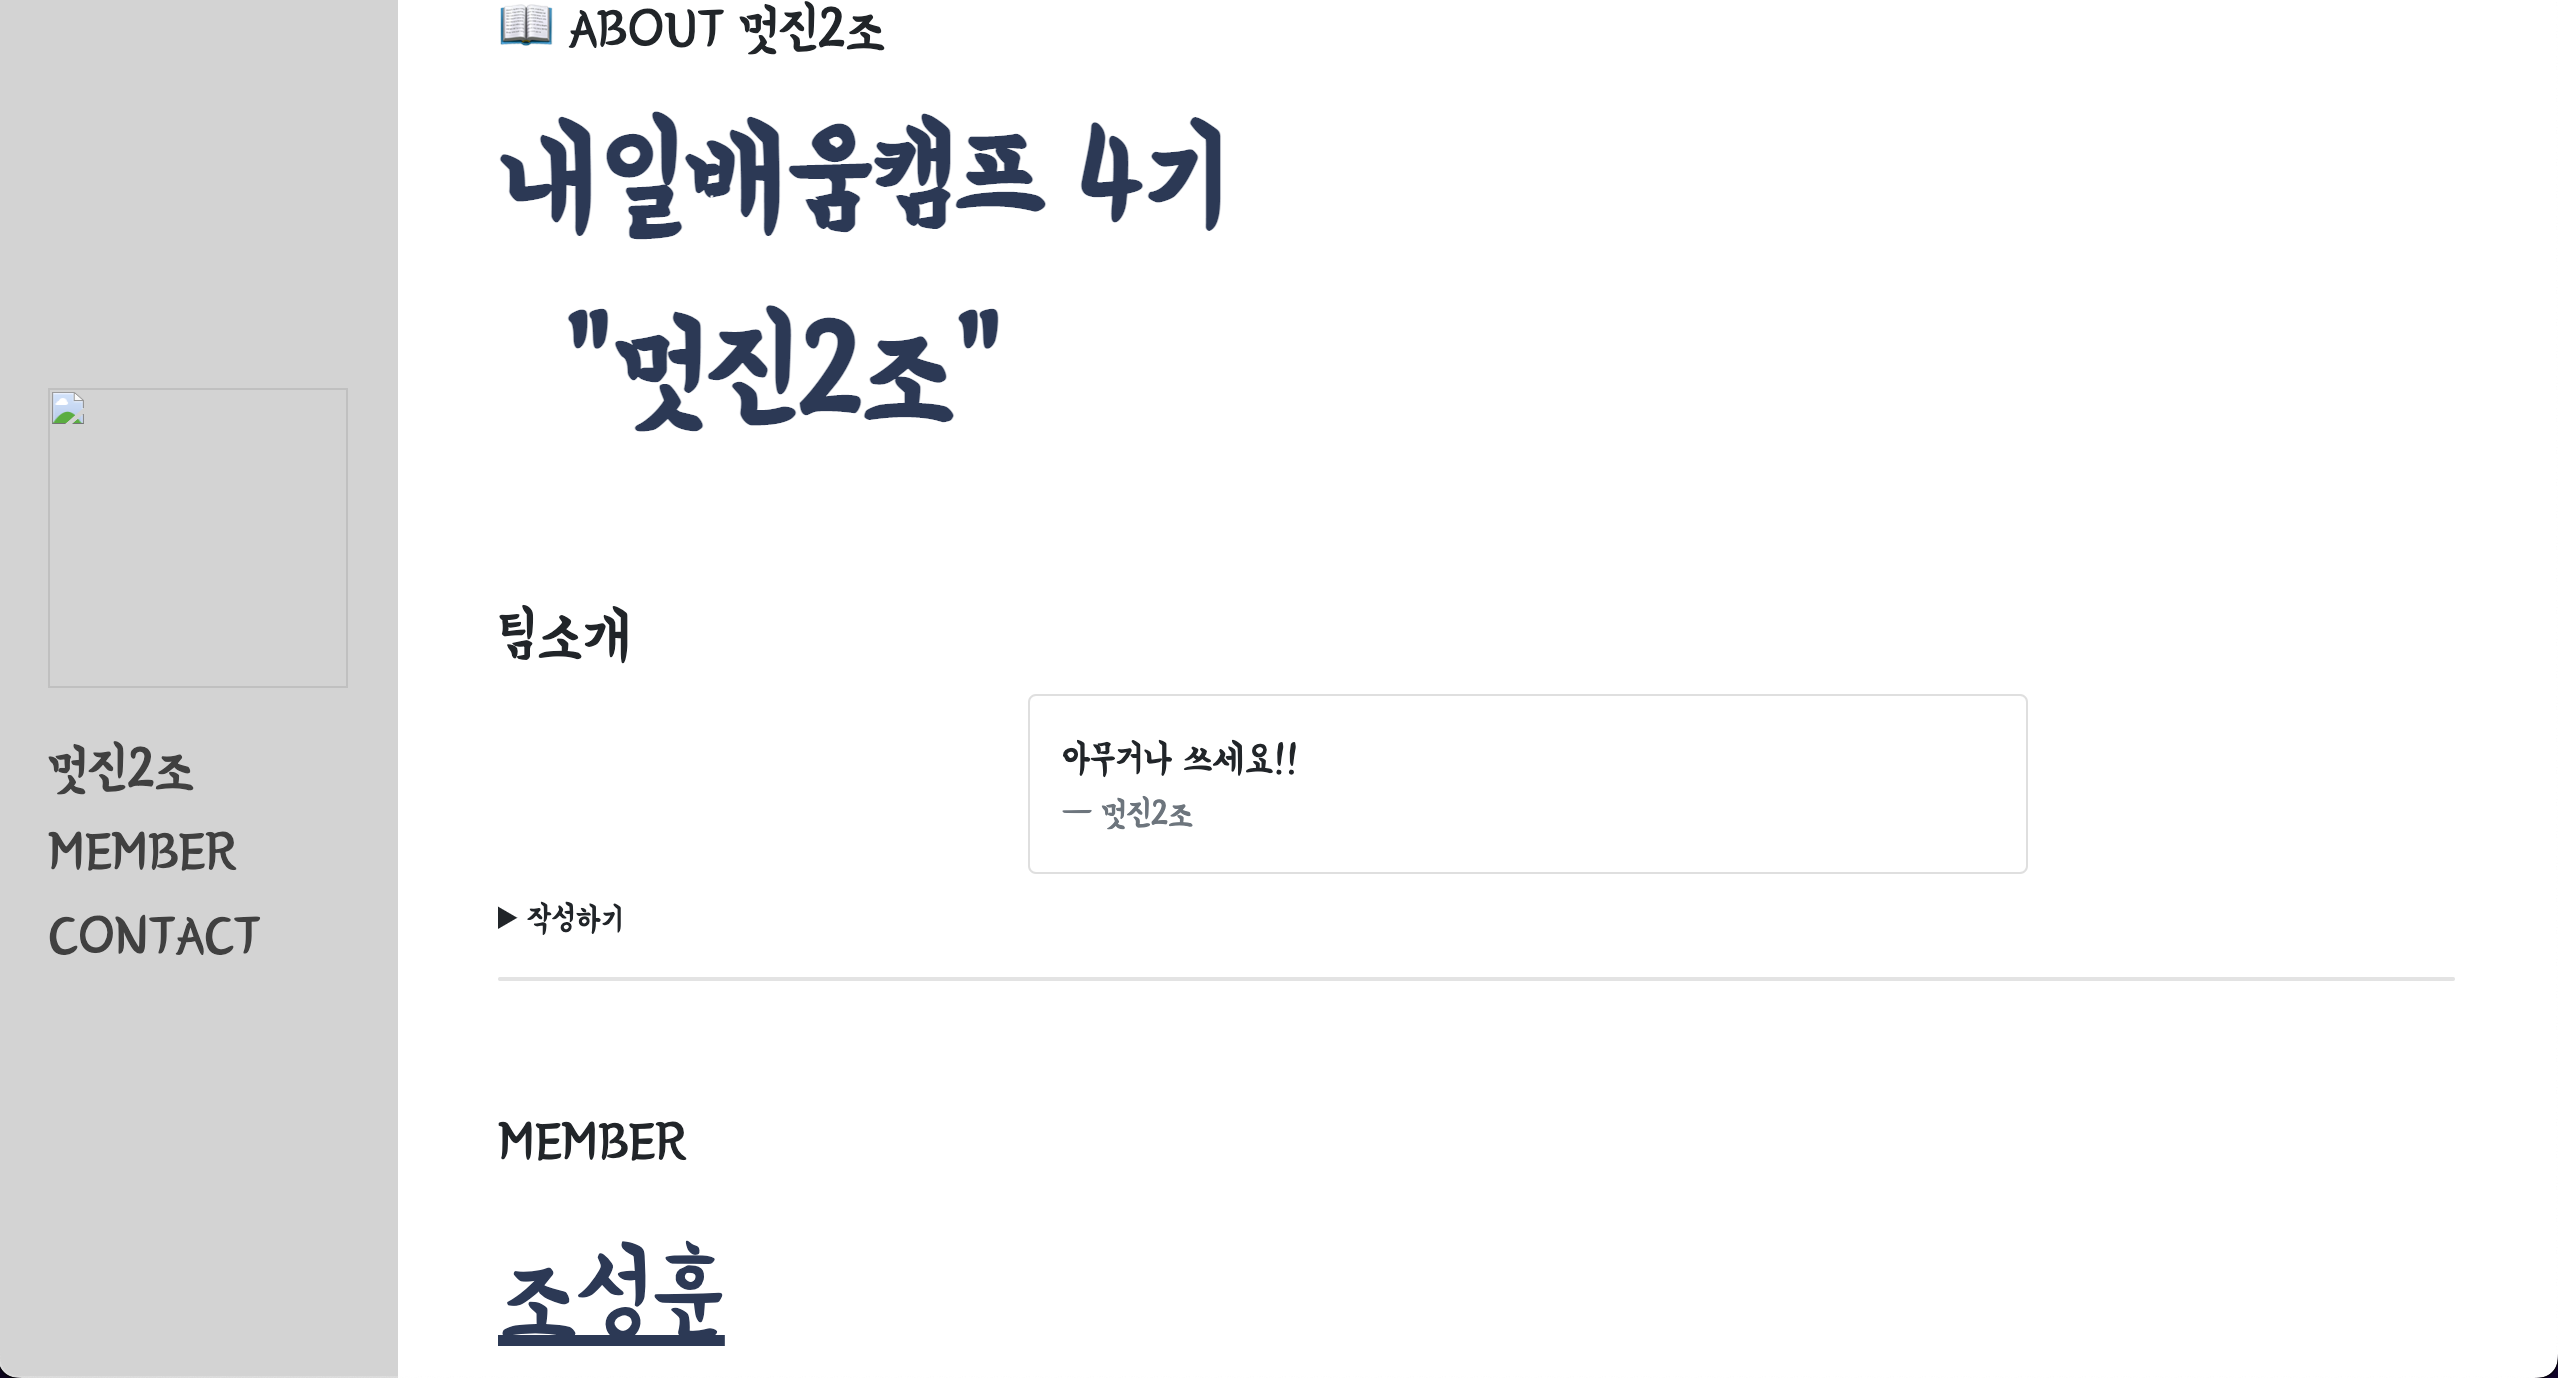 📖 ABOUT 멋진2조
내일배움캠프 4기
"멋진2조"
멋진2조
MEMBER
CONTACT
팀소개
아무거나 쓰세요!!
— 멋진2조
▶ 작성하기
MEMBER
조성훈